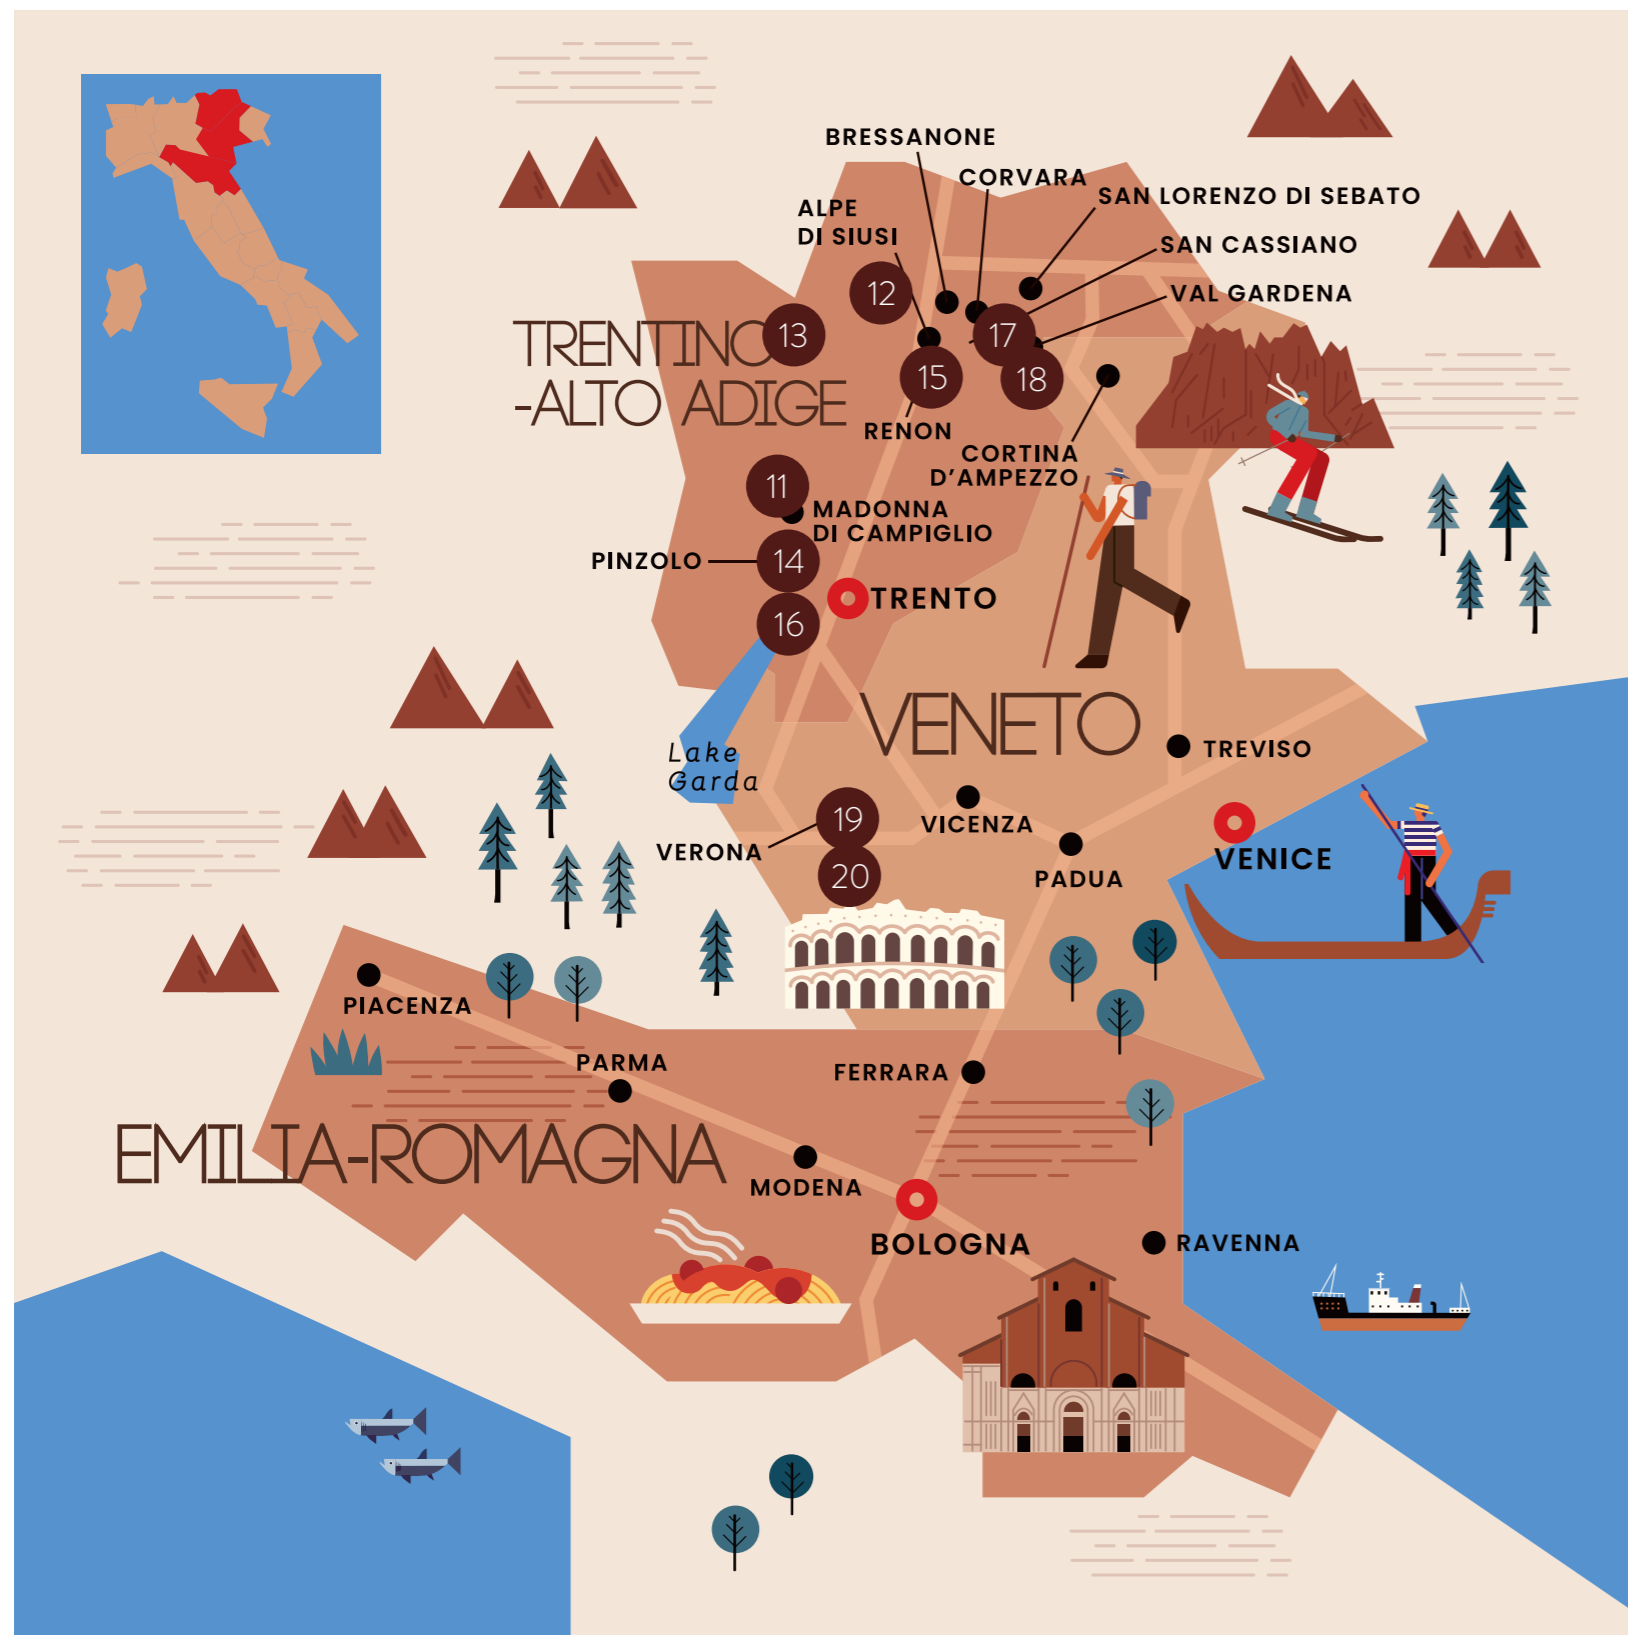 BRESSANONE
CORVARA
SAN LORENZO DI SEBATO
ALPE
DI SIUSI
SAN CASSIANO
VAL GARDENA
12
13
17
15
18
TRENTINO
-ALTO ADIGE
RENON
CORTINA
D'AMPEZZO
11
MADONNA
DI CAMPIGLIO
PINZOLO
14
TRENTO
16
VENETO
Lake
Garda
TREVISO
VICENZA
19
VERONA
20
PADUA
VENICE
PIACENZA
PARMA
FERRARA
EMILIA-ROMAGNA
MODENA
BOLOGNA
RAVENNA